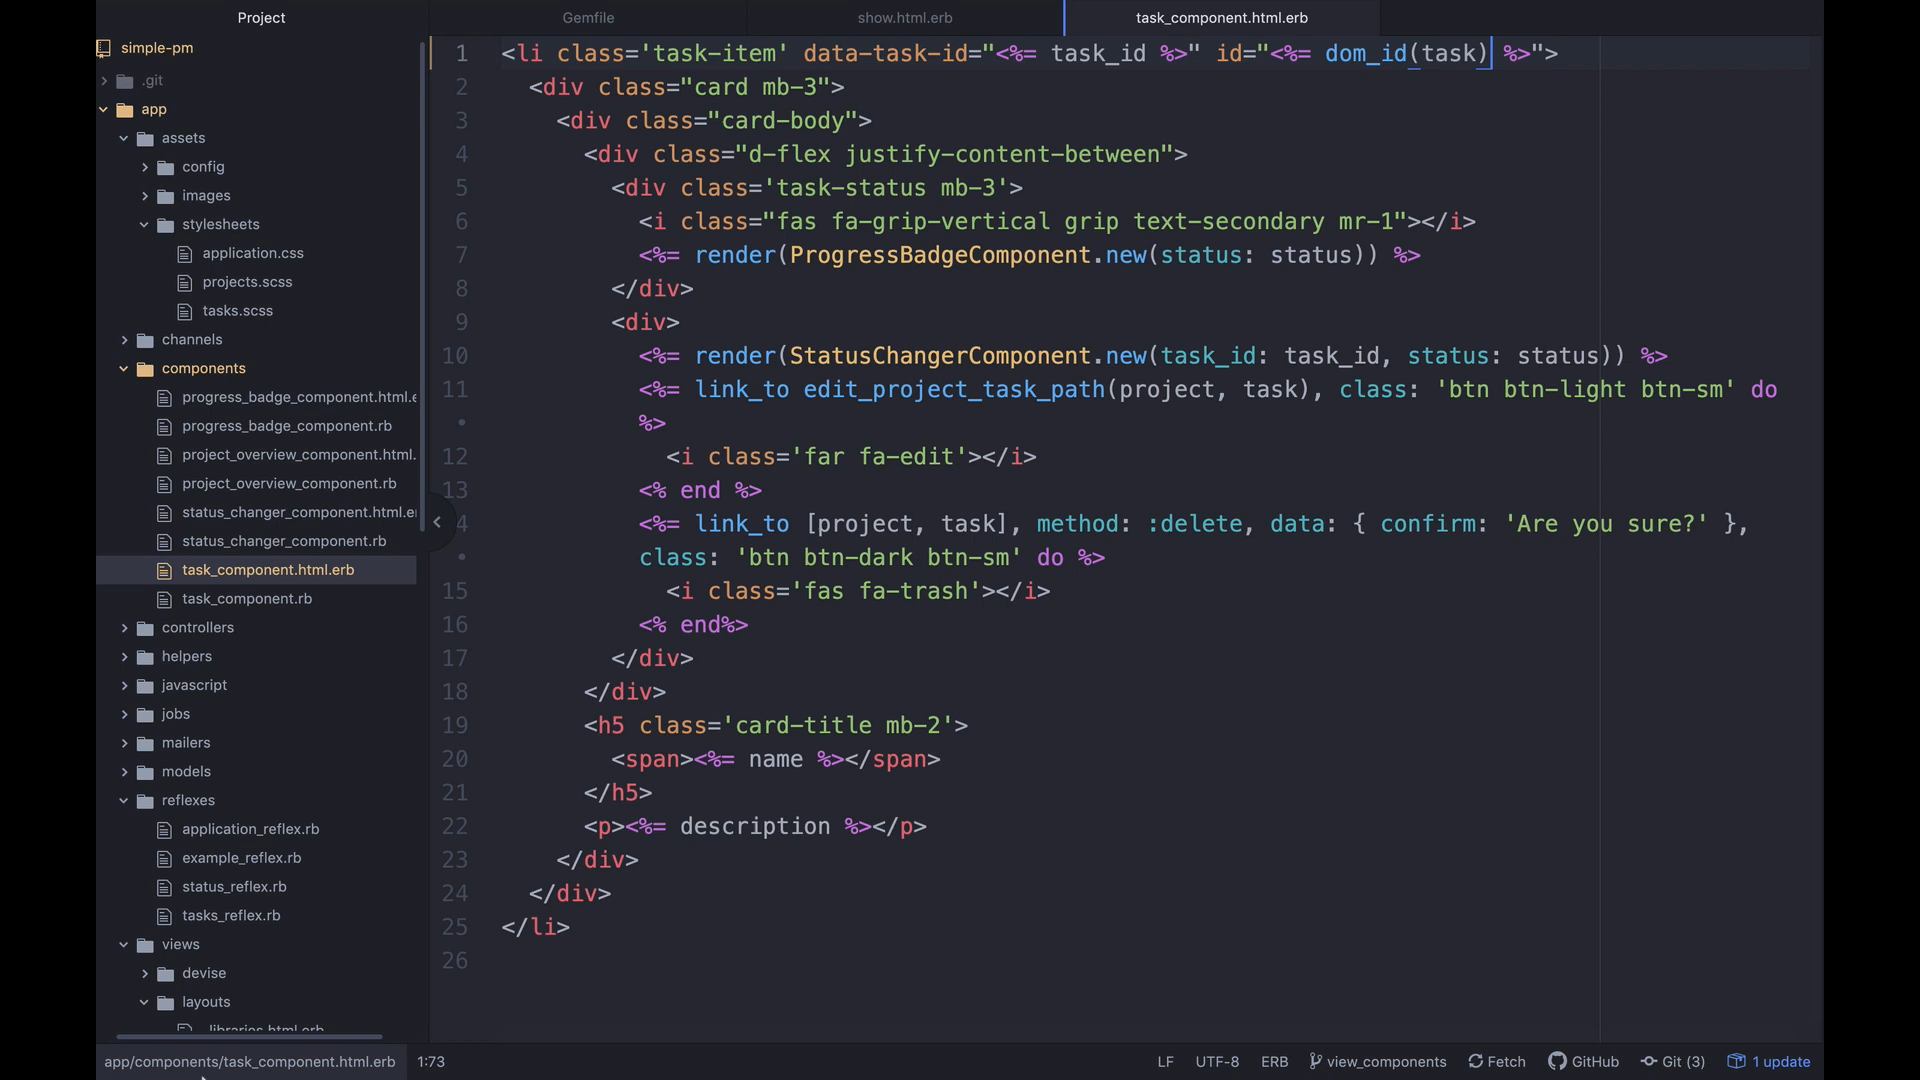 Project
Gemfile
show.html.erb
task_component.html.erb
simple-pm
.git
app
assets
config
images
stylesheets
application.css
projects.scss
tasks.scss
channels
components
progress_badge_component.html.e
progress_badge_component.rb
project_overview_component.html.
project_overview_component.rb
status_changer_component.html.er
status_changer_component.rb
task_component.html.erb
task_component.rb
controllers
helpers
javascript
jobs
mailers
models
reflexes
application_reflex.rb
example_reflex.rb
status_reflex.rb
tasks_reflex.rb
views
devise
layouts
_libraries.html.erb
1 <li class='task-item' data-task-id="<%= task_id %>" id="<%= dom_id(task) %>">
2 <div class="card mb-3">
3 <div class="card-body">
4 <div class="d-flex justify-content-between">
5 <div class='task-status mb-3'>
6 <i class="fas fa-grip-vertical grip text-secondary mr-1"></i>
7 <%= render(ProgressBadgeComponent.new(status: status)) %>
8 </div>
9 <div>
10 <%= render(StatusChangerComponent.new(task_id: task_id, status: status)) %>
11 <%= link_to edit_project_task_path(project, task), class: 'btn btn-light btn-sm' do
• %>
12 <i class='far fa-edit'></i>
13 <% end %>
4 <%= link_to [project, task], method: :delete, data: { confirm: 'Are you sure?' },
• class: 'btn btn-dark btn-sm' do %>
15 <i class='fas fa-trash'></i>
16 <% end%>
17 </div>
18 </div>
19 <h5 class='card-title mb-2'>
20 <span><%= name %></span>
21 </h5>
22 <p><%= description %></p>
23 </div>
24 </div>
25 </li>
26
app/components/task_component.html.erb 1:73
LF UTF-8 ERB view_components Fetch GitHub Git (3) 1 update